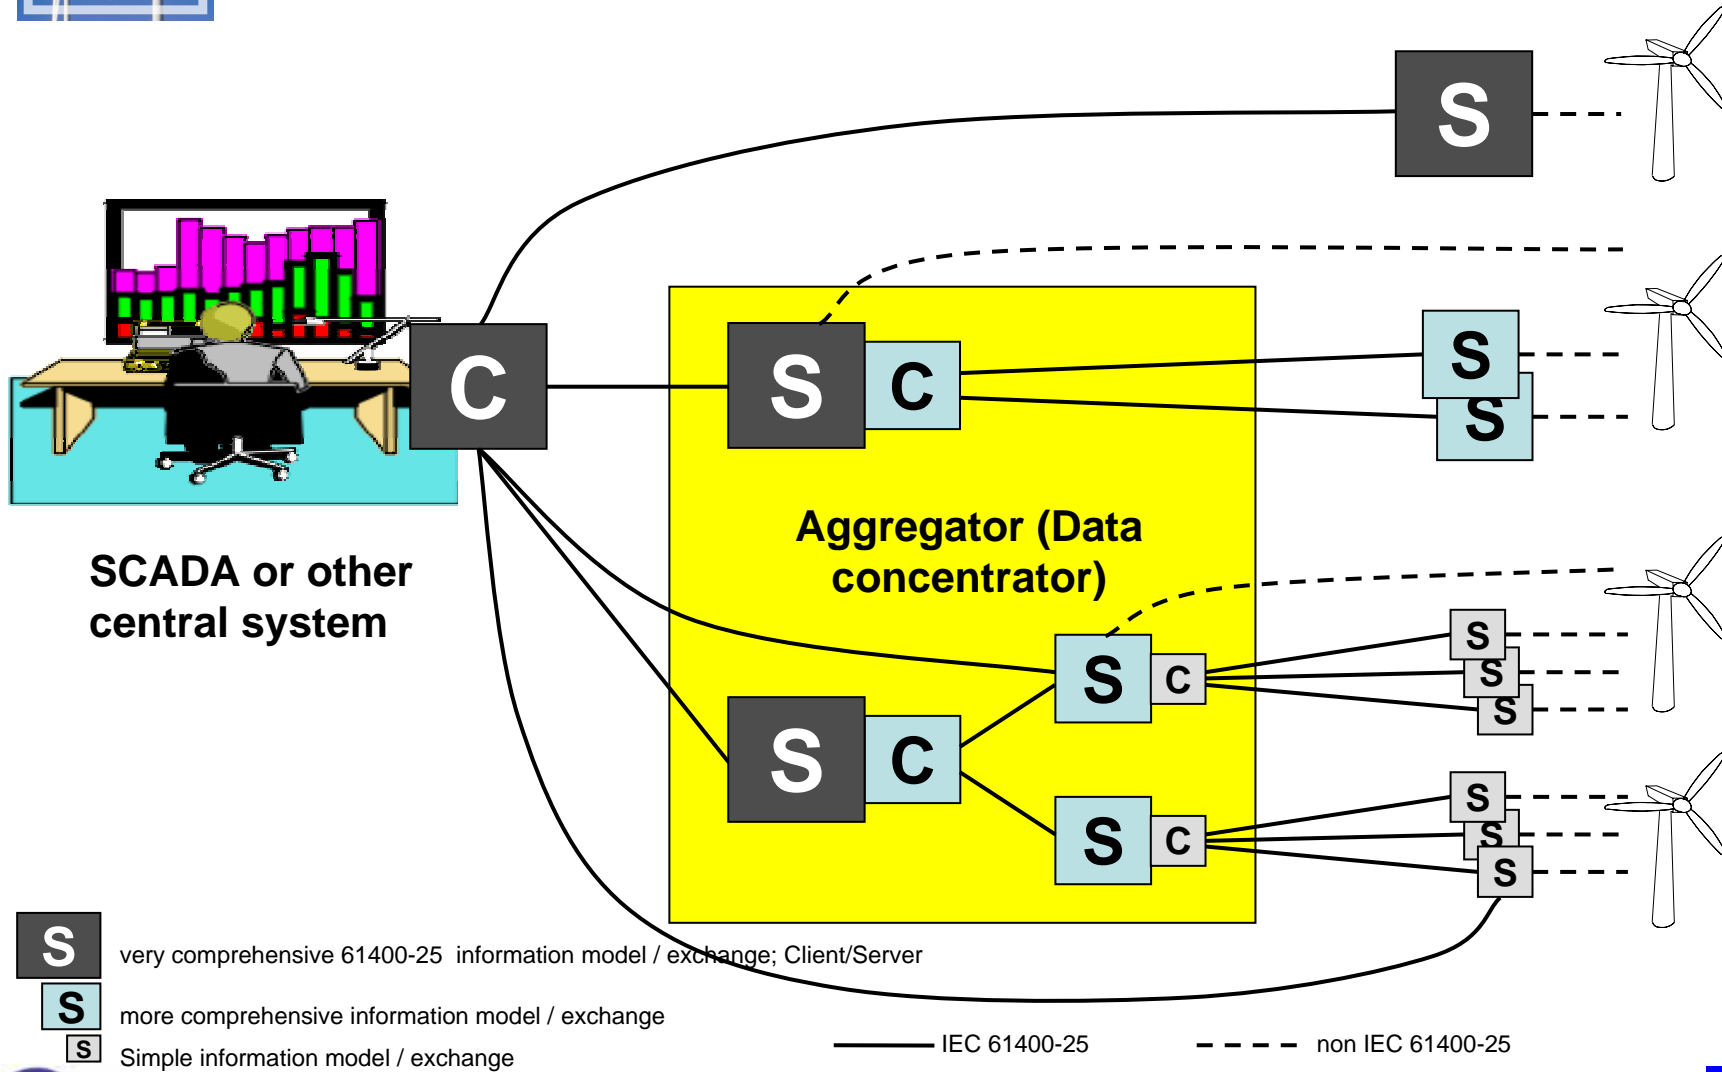 S
S
C
S
C
S
S
Aggregator (Data
concentrator)
SCADA or other
central system
S
C
S
S
S
S
C
S
C
S
S
S
S
very comprehensive 61400-25 information model / exchange; Client/Server
S
more comprehensive information model / exchange
S
Simple information model / exchange
IEC 61400-25
non IEC 61400-25